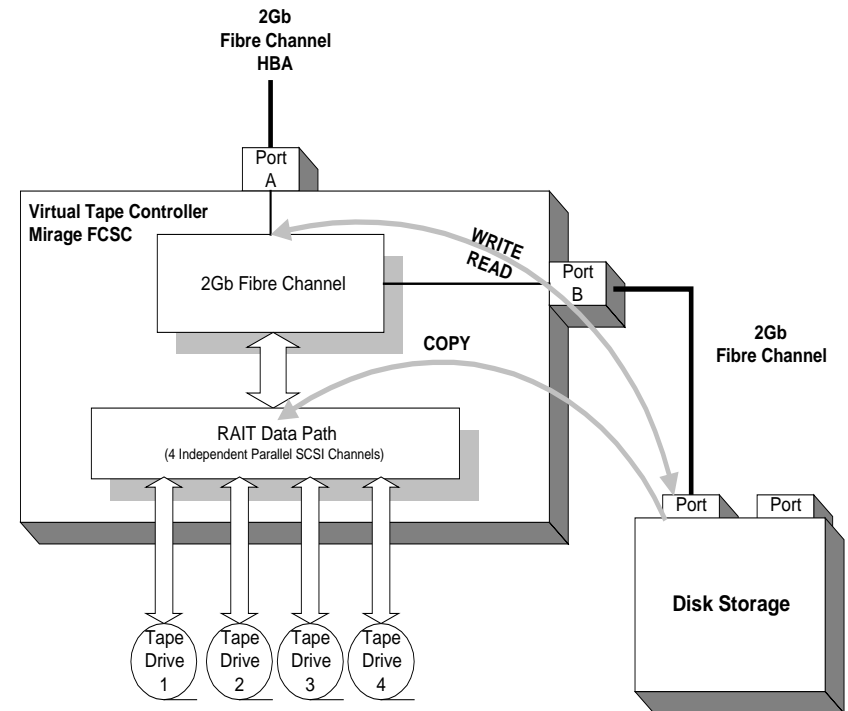 2Gb
Fibre Channel
HBA
Port
A
Virtual Tape Controller
Mirage FCSC
WRITE
READ
2Gb Fibre Channel
Port
B
2Gb
Fibre Channel
COPY
RAIT Data Path
(4 Independent Parallel SCSI Channels)
Port
Port
Disk Storage
Tape
Drive
1
Tape
Drive
2
Tape
Drive
3
Tape
Drive
4